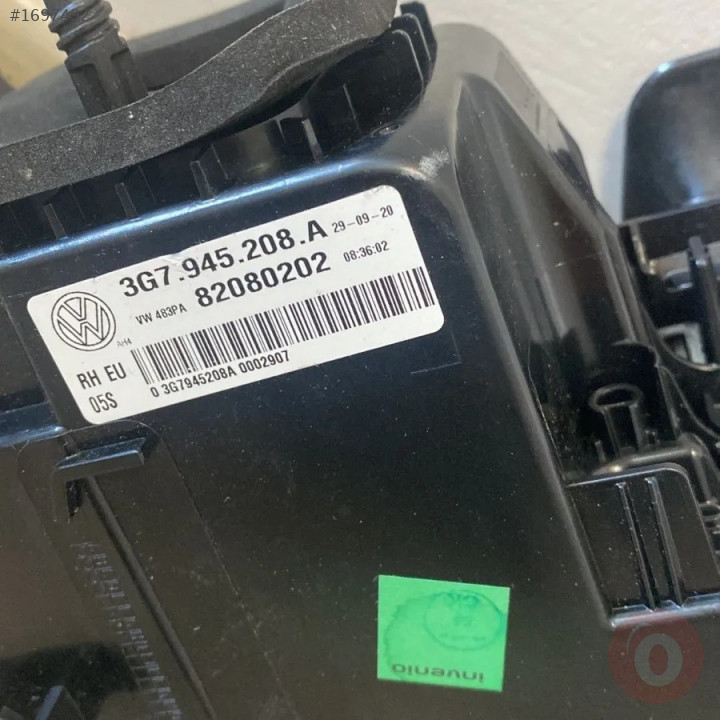 3G7.945.208.A 29-09-20
VW 483PA 82080202 08:36:02
AH4
RH EU
05S
0 3G7945208A 0002907
invenio